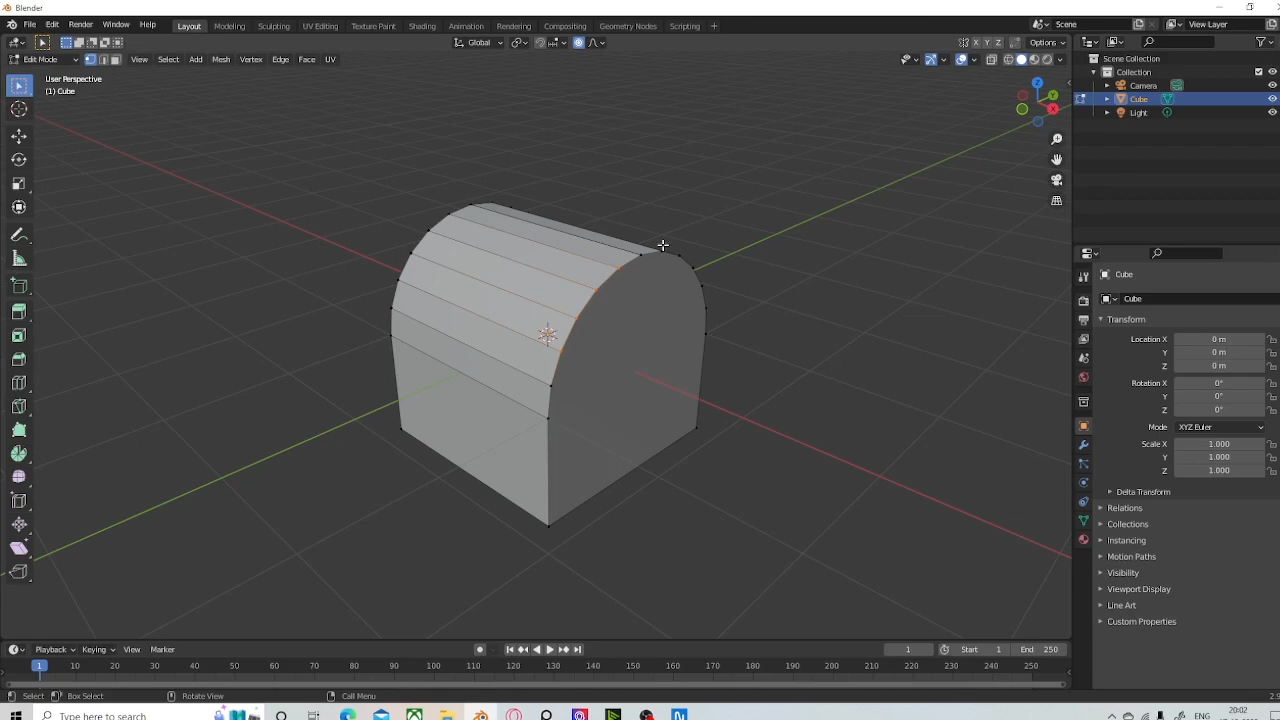 Blender
File Edit Render Window Help Layout Modeling Sculpting UV Editing Texture Paint Shading Animation Rendering Compositing Geometry Nodes Scripting + Scene View Layer
Global X Y Z Options
Edit Mode View Select Add Mesh Vertex Edge Face UV
User Perspective
(1) Cube
Z
Y
X
Scene Collection
Collection
Camera
Cube
Light
Cube
Cube
Transform
Location X 0 m
Y 0 m
Z 0 m
Rotation X 0°
Y 0°
Z 0°
Mode XYZ Euler
Scale X 1.000
Y 1.000
Z 1.000
Delta Transform
Relations
Collections
Instancing
Motion Paths
Visibility
Viewport Display
Line Art
Custom Properties
Playback Keying View Marker 1 Start 1 End 250
1 10 20 30 40 50 60 70 80 90 100 110 120 130 140 150 160 170 180 190 200 210 220 230 240 250
Select Box Select Rotate View Call Menu 2.9
Type here to search 20:02